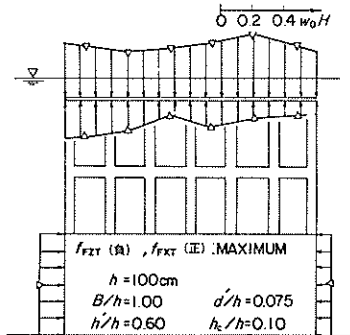 0 0.2 0.4 w₀H
f_FZT (負) , f_FXT (正) : MAXIMUM
h =100cm
B/h=1.00 d′/h=0.075
h′/h=0.60 h_c/h=0.10